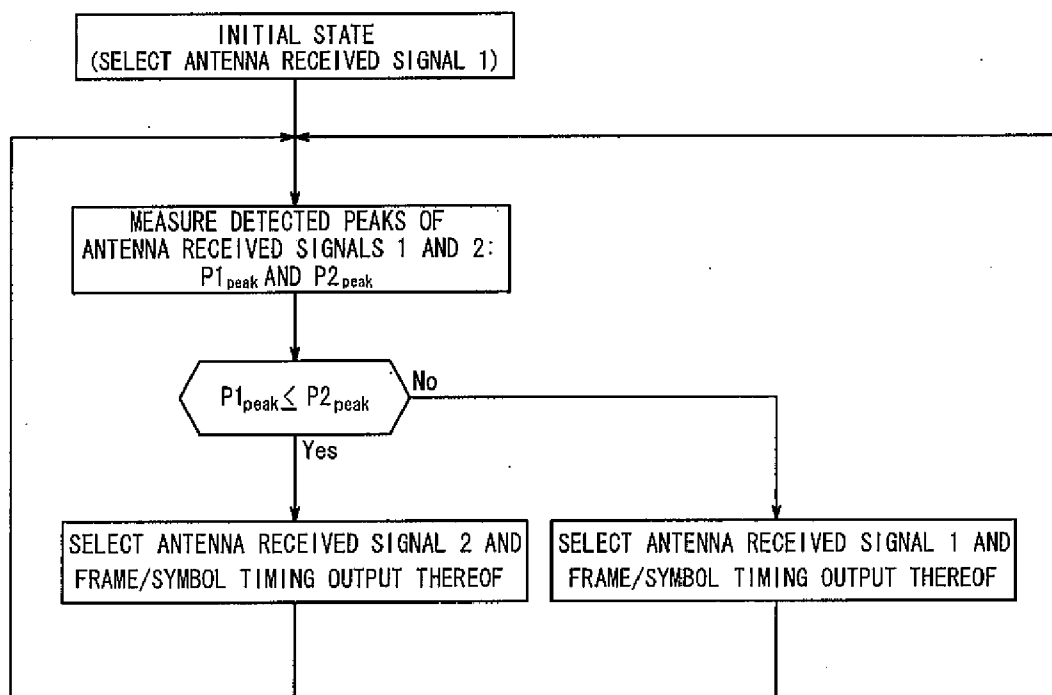 INITIAL STATE
(SELECT ANTENNA RECEIVED SIGNAL 1)
MEASURE DETECTED PEAKS OF
ANTENNA RECEIVED SIGNALS 1 AND 2:
P1peak AND P2peak
P1peak ≤ P2peak
No
Yes
SELECT ANTENNA RECEIVED SIGNAL 2 AND
FRAME/SYMBOL TIMING OUTPUT THEREOF
SELECT ANTENNA RECEIVED SIGNAL 1 AND
FRAME/SYMBOL TIMING OUTPUT THEREOF